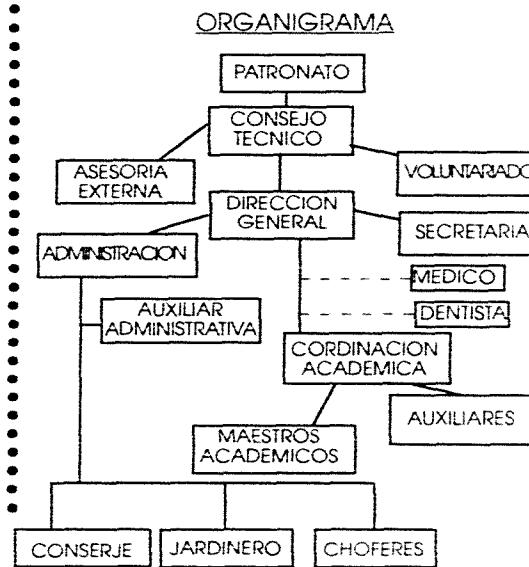 ORGANIGRAMA
PATRONATO
CONSEJO
TECNICO
ASESORIA
EXTERNA
VOLUNTARIADO
DIRECCION
GENERAL
SECRETARIA
ADMINISTRACION
MEDICO
AUXILIAR
ADMINISTRATIVA
DENTISTA
CORDINACION
ACADEMICA
AUXILIARES
MAESTROS
ACADEMICOS
CONSERJE
JARDINERO
CHOFERES